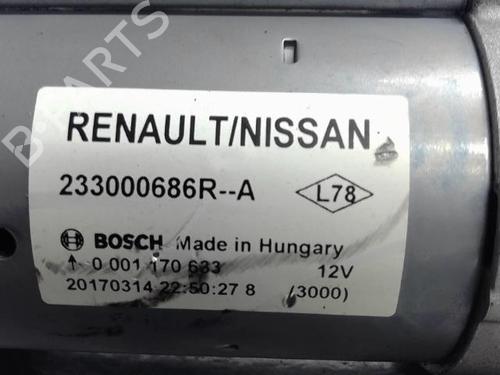 B-PARTS
RENAULT/NISSAN
233000686R--A
L78
BOSCH Made in Hungary
↑ 0 001 170 633 12V
20170314 22:50:27 8 (3000)